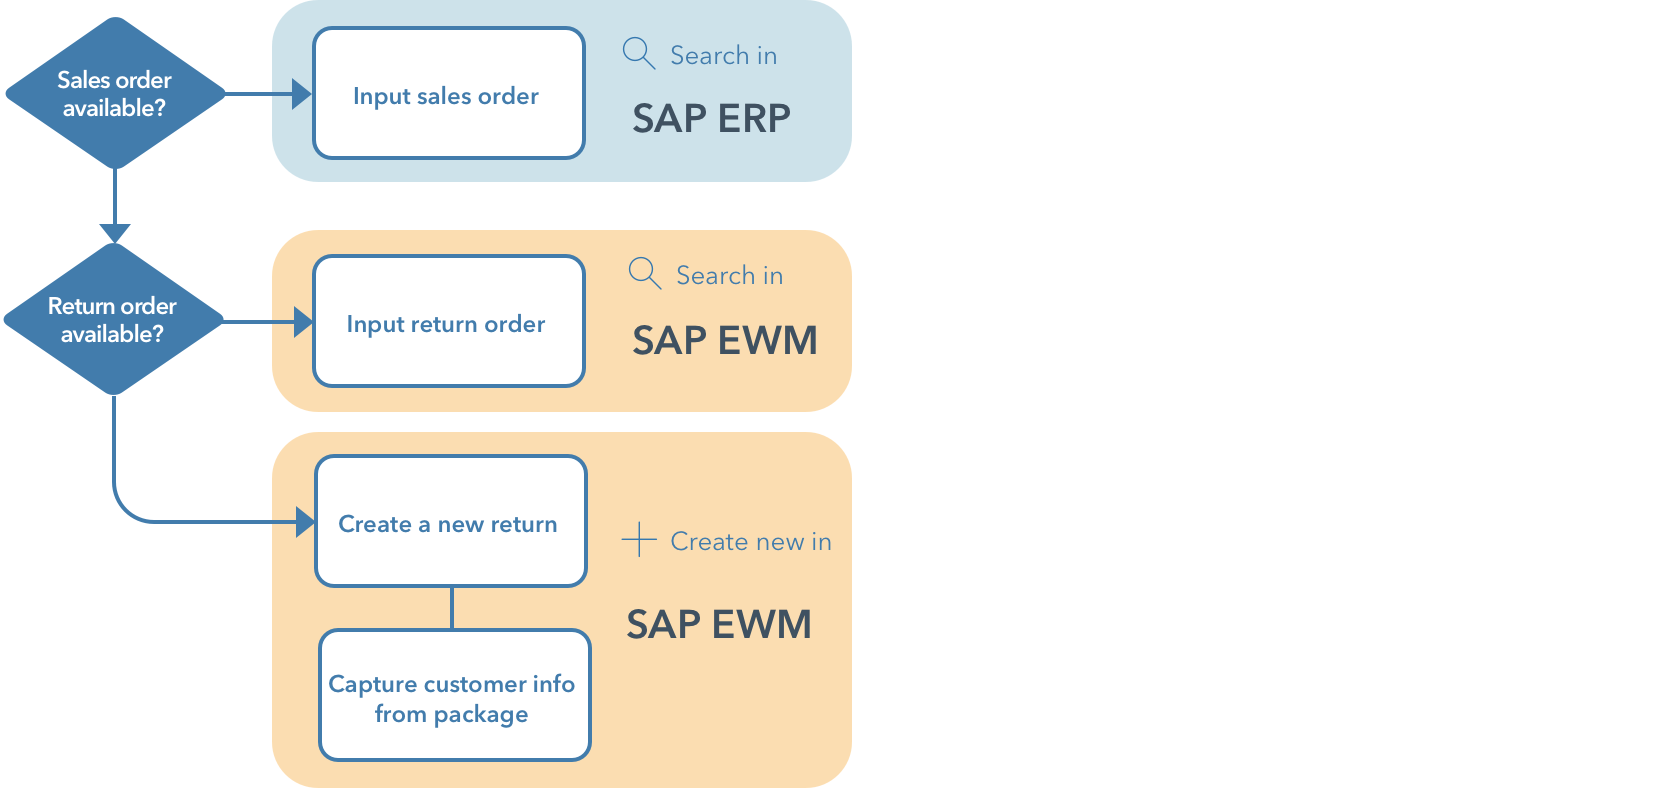 Sales order
available?
Input sales order
Search in
SAP ERP
Return order
available?
Input return order
Search in
SAP EWM
Create a new return
Create new in
SAP EWM
Capture customer info
from package